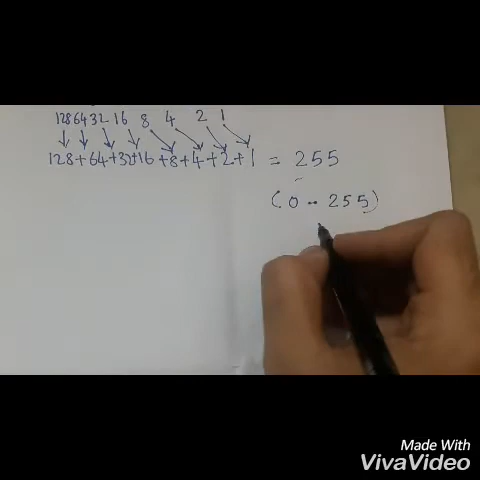 128 64 32 16 8 4 2 1
128+64+32+16+8+4+2+1 = 255
(0-255)
Made With
VivaVideo